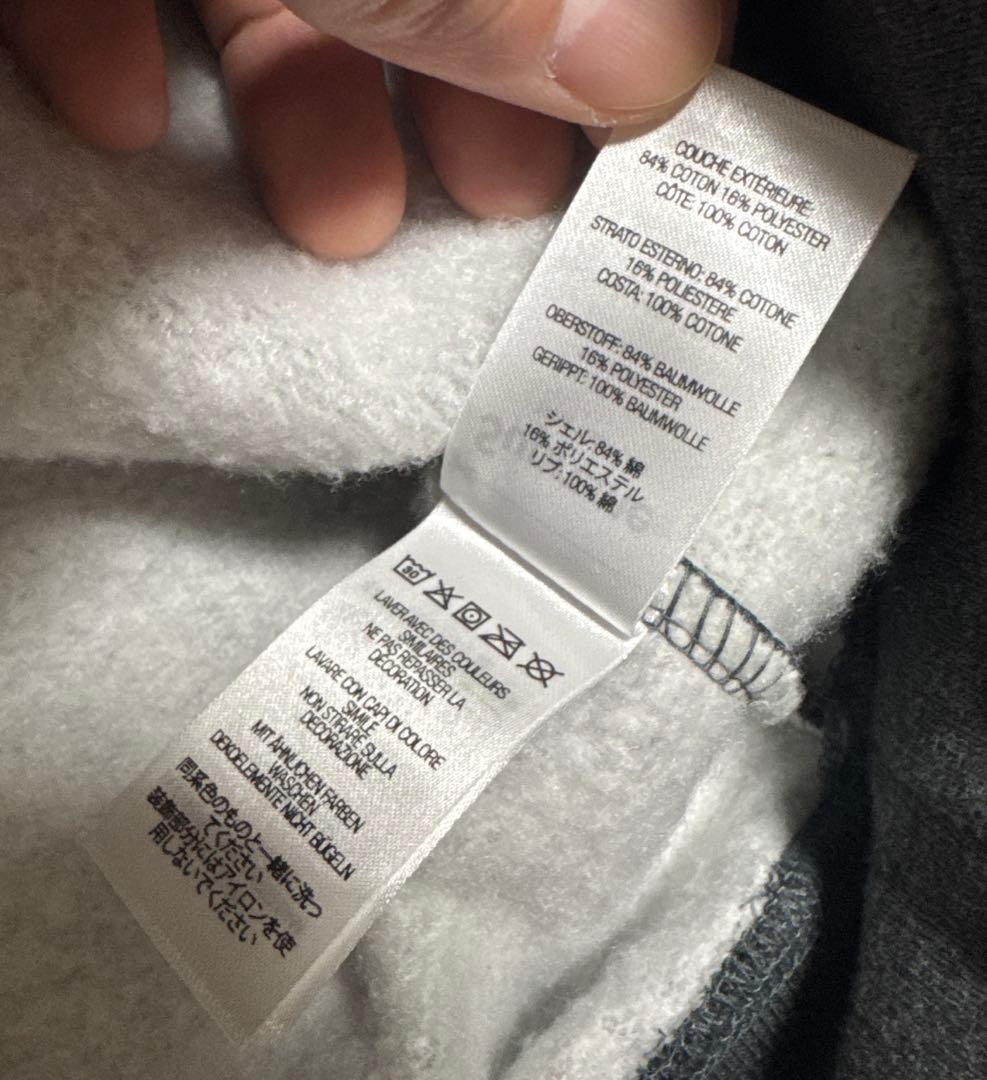 COUCHE EXTÉRIEURE:
84% COTON 16% POLYESTER
CÔTE: 100% COTON
STRATO ESTERNO: 84% COTONE
16% POLIESTERE
COSTA: 100% COTONE
OBERSTOFF: 84% BAUMWOLLE
16% POLYESTER
GERIPPT: 100% BAUMWOLLE
シェル: 84% 綿
16% ポリエステル
リブ: 100% 綿
30
LAVER AVEC DES COULEURS
SIMILAIRES
NE PAS REPASSER LA
DÉCORATION
LAVARE CON CAPI DI COLORE
SIMILE
NON STIRARE SULLA
DECORAZIONE
MIT ÄHNLICHEN FARBEN
WASCHEN
DEKOELEMENTE NICHT BÜGELN
同系色のものと一緒に洗っ
てください
装飾部分にはアイロンを使
用しないでください